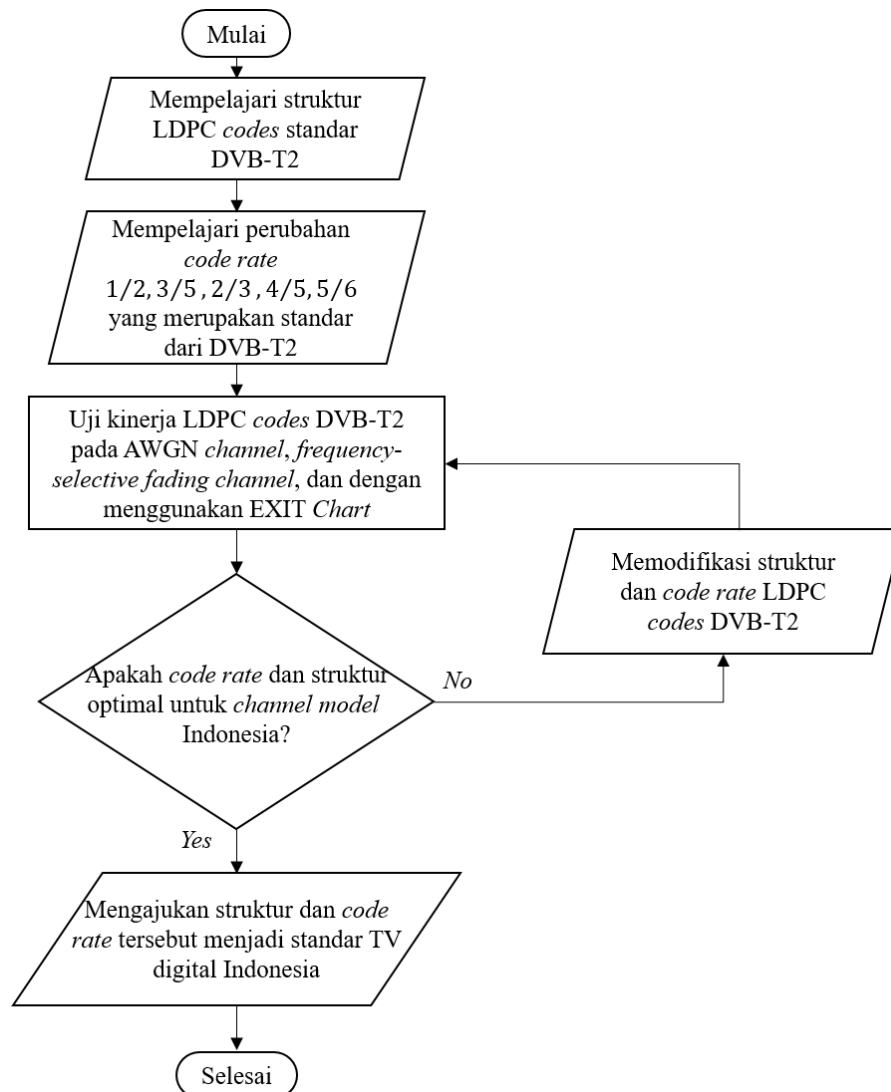 Mulai
Mempelajari struktur
LDPC codes standar
DVB-T2
Mempelajari perubahan
code rate
1/2, 3/5 , 2/3 , 4/5, 5/6
yang merupakan standar
dari DVB-T2
Uji kinerja LDPC codes DVB-T2
pada AWGN channel, frequency-
selective fading channel, dan dengan
menggunakan EXIT Chart
Memodifikasi struktur
dan code rate LDPC
codes DVB-T2
Apakah code rate dan struktur
optimal untuk channel model
Indonesia?
No
Yes
Mengajukan struktur dan code
rate tersebut menjadi standar TV
digital Indonesia
Selesai